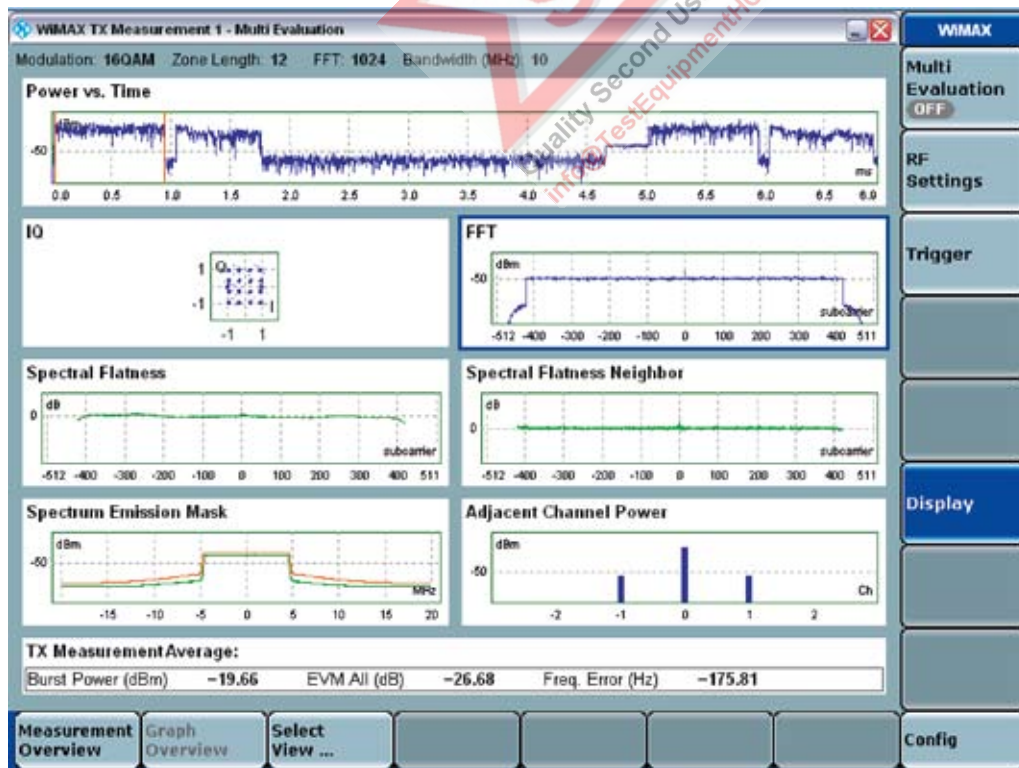 WiMAX TX Measurement 1 - Multi Evaluation
WiMAX
Modulation: 16QAM Zone Length: 12 FFT: 1024 Bandwidth (MHz): 10
Multi
Evaluation
OFF
Power vs. Time
dBm
-50
ms
0.0 0.5 1.0 1.5 2.0 2.5 3.0 3.5 4.0 4.5 5.0 5.5 6.0 6.5 6.9
RF
Settings
Quality Second Us
info@TestEquipmentH
IQ
1 Q
-1 I
-1 1
FFT
dBm
-50
subcarrier
-512 -400 -300 -200 -100 0 100 200 300 400 511
Trigger
Spectral Flatness
dB
0
subcarrier
-512 -400 -300 -200 -100 0 100 200 300 400 511
Spectral Flatness Neighbor
dB
0
subcarrier
-512 -400 -300 -200 -100 0 100 200 300 400 511
Spectrum Emission Mask
dBm
-50
MHz
-15 -10 -5 0 5 10 15 20
Adjacent Channel Power
dBm
-50
Ch
-2 -1 0 1 2
Display
TX Measurement Average:
Burst Power (dBm) -19.66 EVM All (dB) -26.68 Freq. Error (Hz) -175.81
Measurement
Overview
Graph
Overview
Select
View ...
Config